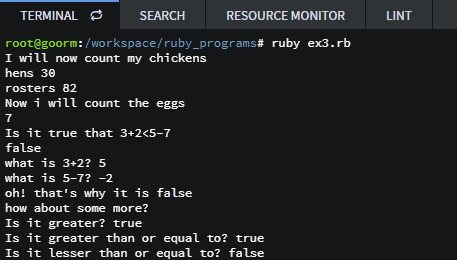 TERMINAL SEARCH RESOURCE MONITOR LINT
root@goorm:/workspace/ruby_programs# ruby ex3.rb
I will now count my chickens
hens 30
rosters 82
Now i will count the eggs
7
Is it true that 3+2<5-7
false
what is 3+2? 5
what is 5-7? -2
oh! that's why it is false
how about some more?
Is it greater? true
Is it greater than or equal to? true
Is it lesser than or equal to? false